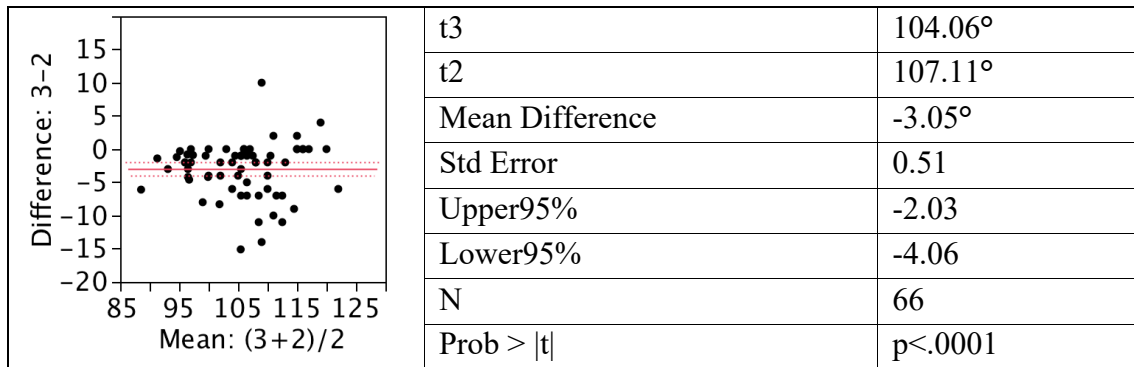 Difference: 3-2
15
10
5
0
-5
-10
-15
-20
85 95 105 115 125
Mean: (3+2)/2
t3 104.06°
t2 107.11°
Mean Difference -3.05°
Std Error 0.51
Upper95% -2.03
Lower95% -4.06
N 66
Prob > |t| p<.0001